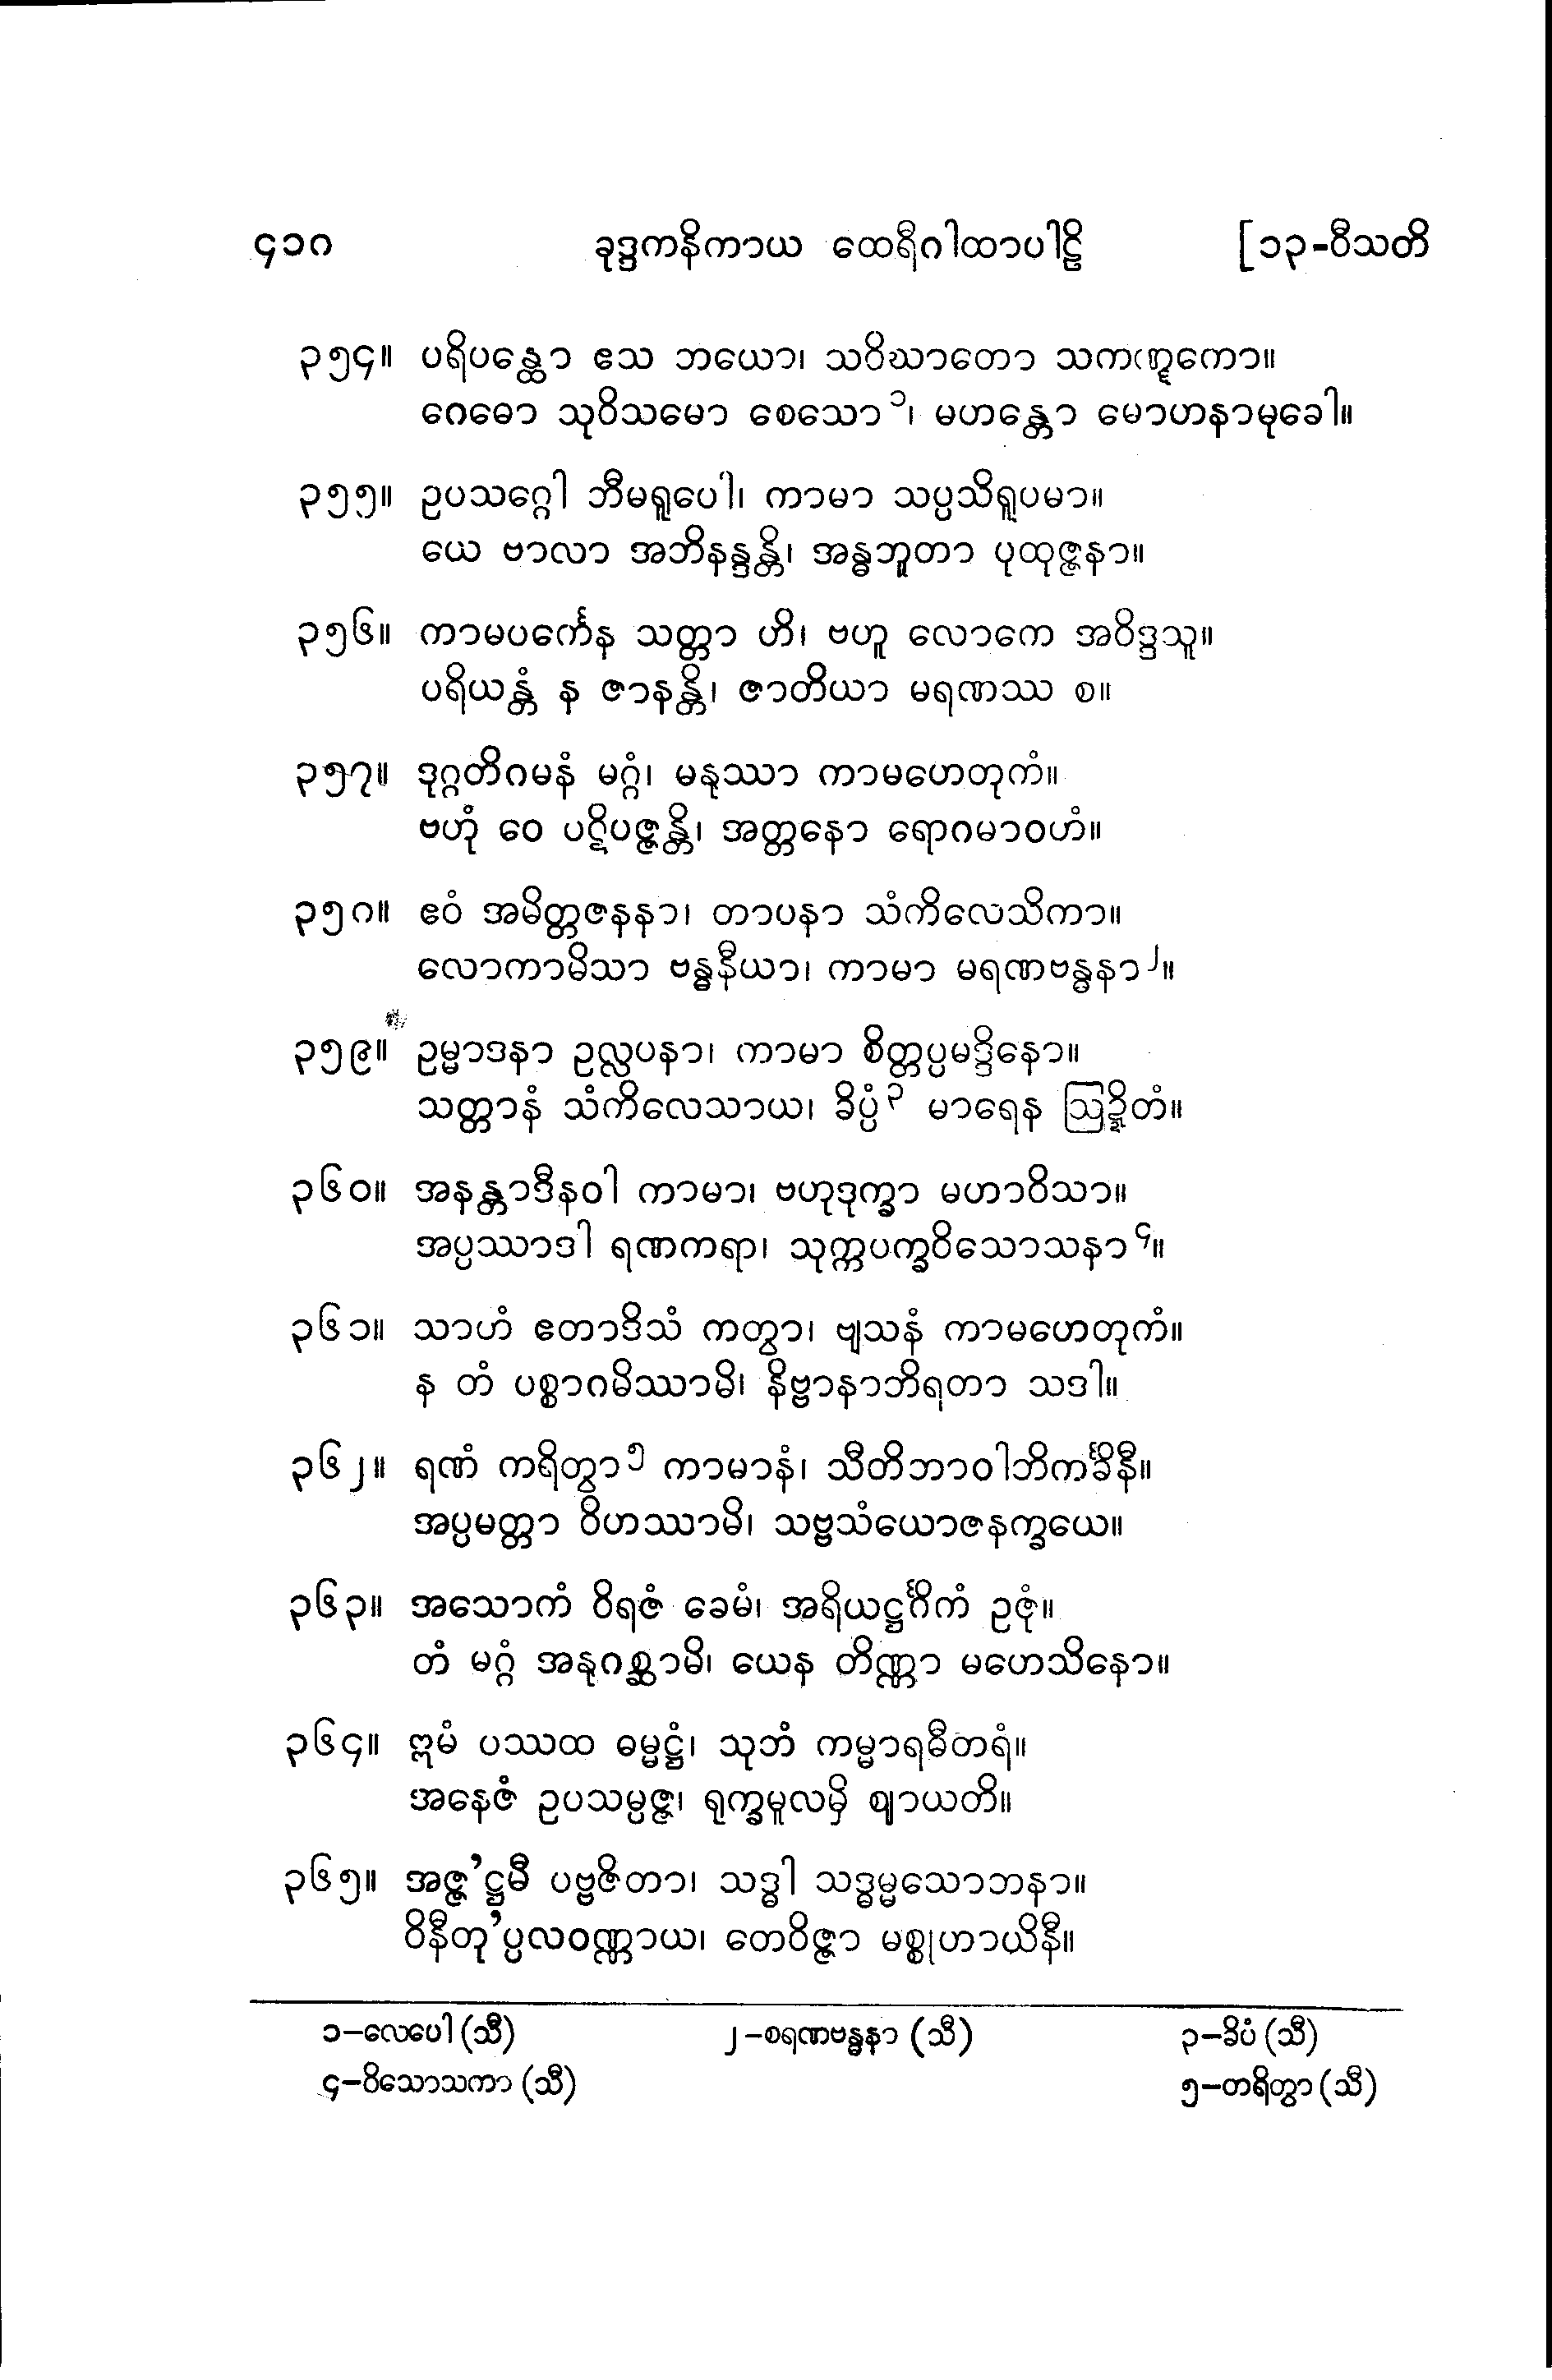 ၄၁၈ ခုဒ္ဒကနိကာယ ထေရီဂါထာပါဠိ [၁၃-ဝီသတိ
၃၅၄။ ပရိပန္ထော ဧသ ဘယော၊ သဝိဃာတော သကဏ္ဋကော။
ဂေဓော သုဝိသမော စေသော ၁၊ မဟန္တော မောဟနာမုခေါ။
၃၅၅။ ဥပသဂ္ဂေါ ဘီမရူပေါ၊ ကာမာ သပ္ပသိရူပမာ။
ယေ ဗာလာ အဘိနန္ဒန္တိ၊ အန္ဓဘူတာ ပုထုဇ္ဇနာ။
၃၅၆။ ကာမပင်္ကေန သတ္တာ ဟိ၊ ဗဟူ လောကေ အဝိဒ္ဒသူ။
ပရိယန္တံ န ဇာနန္တိ၊ ဇာတိယာ မရဏဿ စ။
၃၅၇။ ဒုဂ္ဂတိဂမနံ မဂ္ဂံ၊ မနုဿာ ကာမဟေတုကံ။
ဗဟုံ ဝေ ပဋိပဇ္ဇန္တိ၊ အတ္တနော ရောဂမာဝဟံ။
၃၅၈။ ဧဝံ အမိတ္တဇနနာ၊ တာပနာ သံကိလေသိကာ။
လောကာမိသာ ဗန္ဓနီယာ၊ ကာမာ မရဏဗန္ဓနာ ၂။
၃၅၉။ ဥမ္မာဒနာ ဥလ္လပနာ၊ ကာမာ စိတ္တပ္ပမဒ္ဒိနော။
သတ္တာနံ သံကိလေသာယ၊ ခိပ္ပံ ၃ မာရေန ဩဍ္ဍိတံ။
၃၆၀။ အနန္တာဒီနဝါ ကာမာ၊ ဗဟုဒုက္ခာ မဟာဝိသာ။
အပ္ပဿာဒါ ရဏကရာ၊ သုက္ကပက္ခဝိသောသနာ ၄။
၃၆၁။ သာဟံ ဧတာဒိသံ ကတွာ၊ ဗျသနံ ကာမဟေတုကံ။
န တံ ပစ္စာဂမိဿာမိ၊ နိဗ္ဗာနာဘိရတာ သဒါ။
၃၆၂။ ရဏံ ကရိတွာ ၅ ကာမာနံ၊ သီတိဘာဝါဘိကင်္ခိနီ။
အပ္ပမတ္တာ ဝိဟဿာမိ၊ သဗ္ဗသံယောဇနက္ခယေ။
၃၆၃။ အသောကံ ဝိရဇံ ခေမံ၊ အရိယဋ္ဌင်္ဂိကံ ဥဇုံ။
တံ မဂ္ဂံ အနုဂစ္ဆာမိ၊ ယေန တိဏ္ဏာ မဟေသိနော။
၃၆၄။ ဣမံ ပဿထ ဓမ္မဋ္ဌံ၊ သုဘံ ကမ္မာရဓီတရံ။
အနေဇံ ဥပသမ္ပဇ္ဇ၊ ရုက္ခမူလမှိ ဈာယတိ။
၃၆၅။ အဇ္ဇ’ဋ္ဌမီ ပဗ္ဗဇိတာ၊ သဒ္ဓါ သဒ္ဓမ္မသောဘနာ။
ဝိနီတု’ပ္ပလဝဏ္ဏာယ၊ တေဝိဇ္ဇာ မစ္စုဟာယိနီ။
၁-လေပေါ (သီ) ၂-စရဏဗန္ဓနာ (သီ) ၃-ခိပံ (သီ)
၄-ဝိသောသကာ (သီ) ၅-တရိတွာ (သီ)